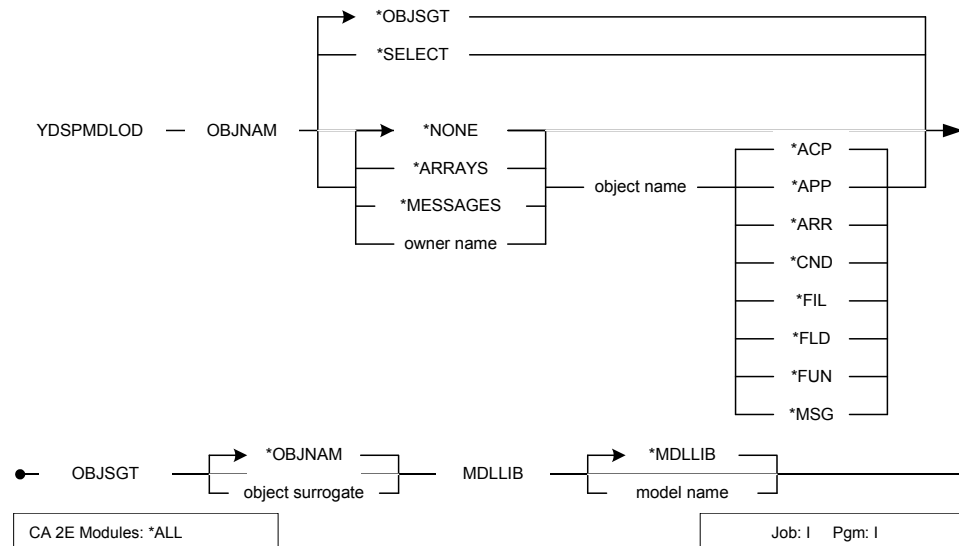 *OBJSGT
*SELECT
YDSPMDLOD
OBJNAM
*NONE
*ARRAYS
*MESSAGES
owner name
object name
*ACP
*APP
*ARR
*CND
*FIL
*FLD
*FUN
*MSG
OBJSGT
*OBJNAM
object surrogate
MDLLIB
*MDLLIB
model name
CA 2E Modules: *ALL
Job: I Pgm: I